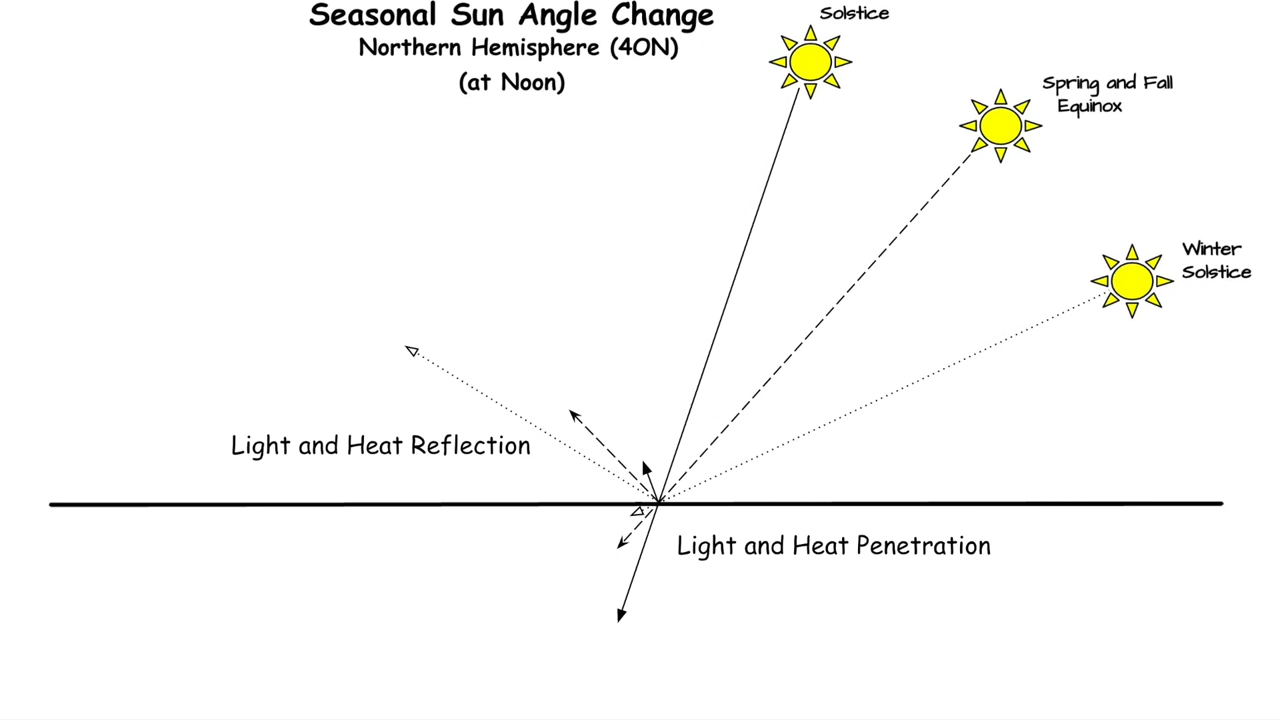 Seasonal Sun Angle Change
Northern Hemisphere (40N)
(at Noon)
Solstice
Spring and Fall
Equinox
Winter
Solstice
Light and Heat Reflection
Light and Heat Penetration